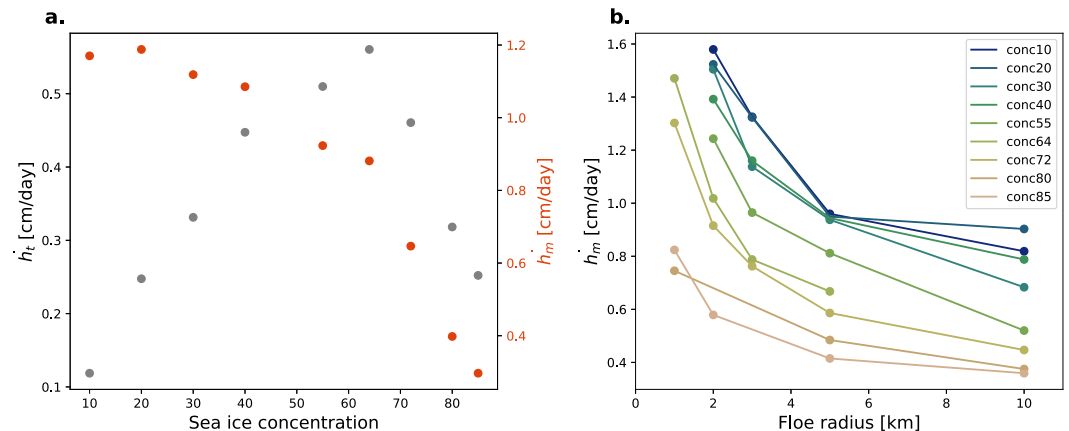 a.
0.5
0.4
0.3
0.2
0.1
ḣt [cm/day]
10
20
30
40
50
60
70
80
Sea ice concentration
1.2
1.0
0.8
0.6
0.4
ḣm [cm/day]
b.
1.6
1.4
1.2
1.0
0.8
0.6
0.4
ḣm [cm/day]
0
2
4
6
8
10
Floe radius [km]
conc10
conc20
conc30
conc40
conc55
conc64
conc72
conc80
conc85